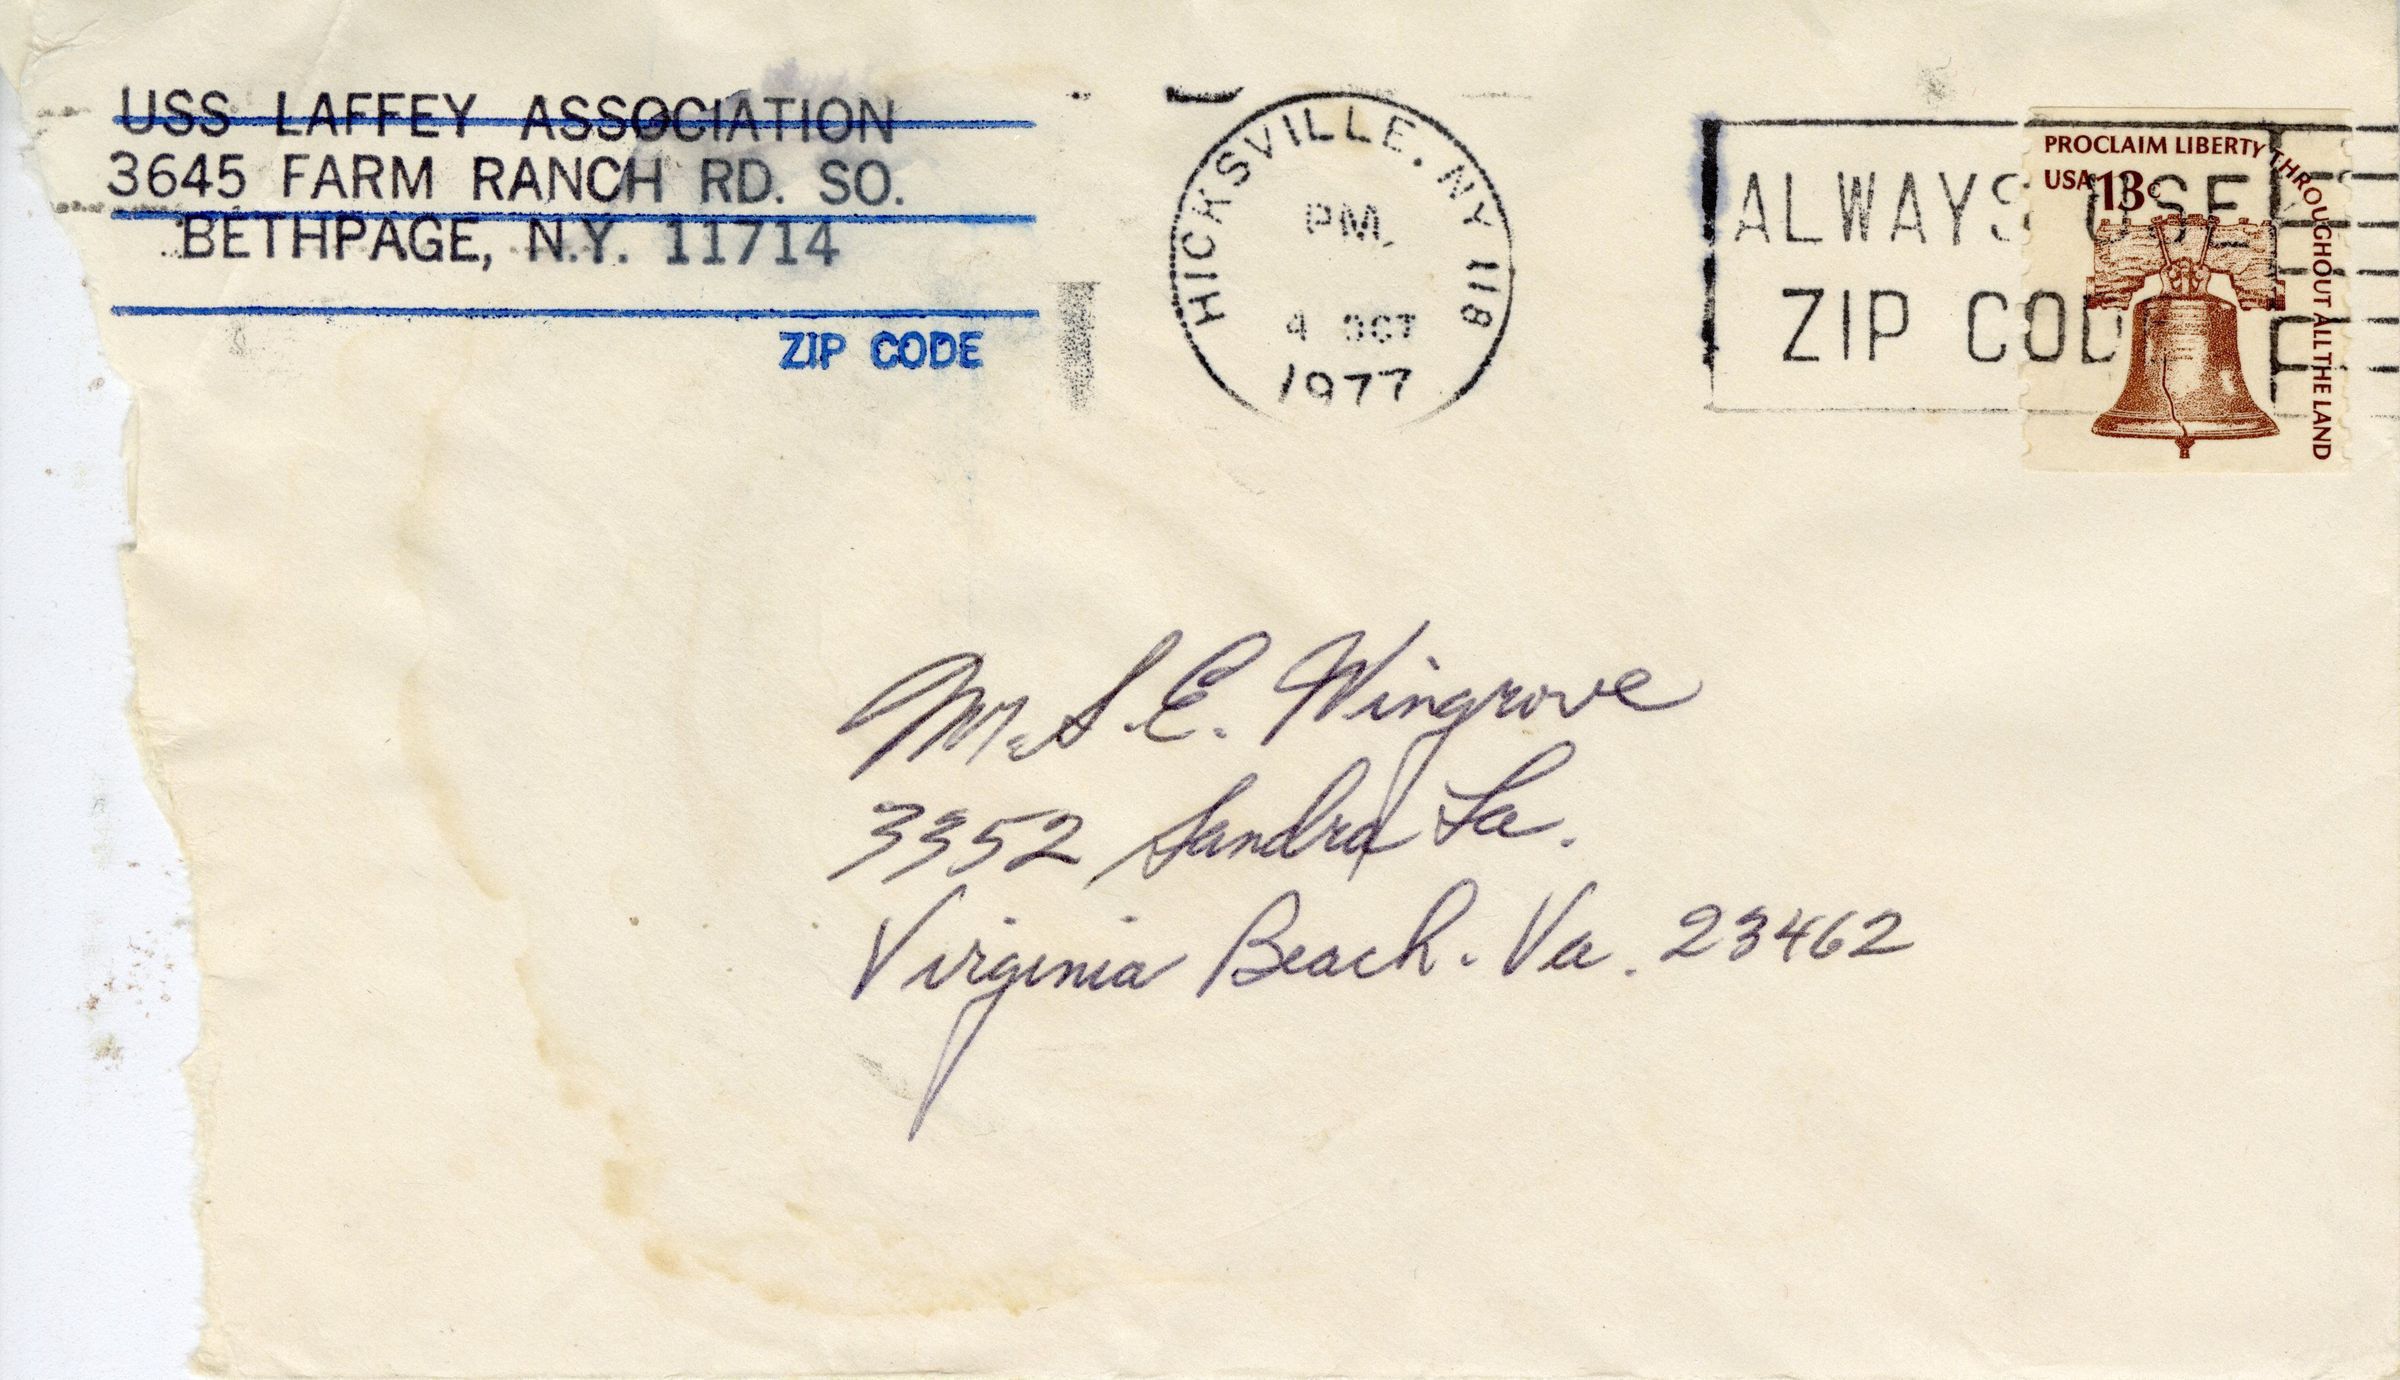 USS LAFFEY ASSOCIATION
3645 FARM RANCH RD. SO.
BETHPAGE, N.Y. 11714
ZIP CODE
HICKSVILLE, NY 118
PM
4 OCT
1977
ALWAYS USE
ZIP CODE
PROCLAIM LIBERTY THROUGHOUT ALL THE LAND
USA 13c
Mr. S. E. Wingrove
3352 Sandra La.
Virginia Beach. Va. 23462